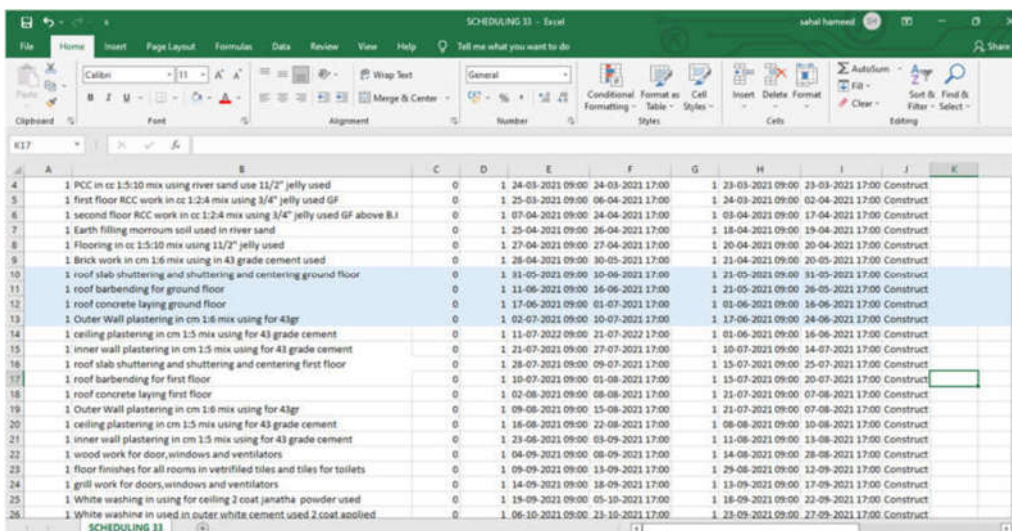 SCHEDULING 33 - Excel
sahal hameed
File Home Insert Page Layout Formulas Data Review View Help Tell me what you want to do Share
Calibri 11 Wrap Text General AutoSum
Paste B I U Merge & Center Conditional Formatting Format as Table Cell Styles Insert Delete Format Fill Clear Sort & Filter Find & Select
Clipboard Font Alignment Number Styles Cells Editing
K17 fx
A B C D E F G H I J K
4 1 PCC in cc 1:5:10 mix using river sand use 11/2" jelly used 0 1 24-03-2021 09:00 24-03-2021 17:00 1 23-03-2021 09:00 23-03-2021 17:00 Construct
5 1 first floor RCC work in cc 1:2:4 mix using 3/4" jelly used GF 0 1 25-03-2021 09:00 06-04-2021 17:00 1 24-03-2021 09:00 02-04-2021 17:00 Construct
6 1 second floor RCC work in cc 1:2:4 mix using 3/4" jelly used GF above B.l 0 1 07-04-2021 09:00 24-04-2021 17:00 1 03-04-2021 09:00 17-04-2021 17:00 Construct
7 1 Earth filling morroum soil used in river sand 0 1 25-04-2021 09:00 26-04-2021 17:00 1 18-04-2021 09:00 19-04-2021 17:00 Construct
8 1 Flooring in cc 1:5:10 mix using 11/2" jelly used 0 1 27-04-2021 09:00 27-04-2021 17:00 1 20-04-2021 09:00 20-04-2021 17:00 Construct
9 1 Brick work in cm 1:6 mix using in 43 grade cement used 0 1 28-04-2021 09:00 30-05-2021 17:00 1 21-04-2021 09:00 20-05-2021 17:00 Construct
10 1 roof slab shuttering and shuttering and centering ground floor 0 1 31-05-2021 09:00 10-06-2021 17:00 1 21-05-2021 09:00 31-05-2021 17:00 Construct
11 1 roof barbending for ground floor 0 1 11-06-2021 09:00 16-06-2021 17:00 1 21-05-2021 09:00 26-05-2021 17:00 Construct
12 1 roof concrete laying ground floor 0 1 17-06-2021 09:00 01-07-2021 17:00 1 01-06-2021 09:00 16-06-2021 17:00 Construct
13 1 Outer Wall plastering in cm 1:6 mix using for 43gr 0 1 02-07-2021 09:00 10-07-2021 17:00 1 17-06-2021 09:00 24-06-2021 17:00 Construct
14 1 ceiling plastering in cm 1:5 mix using for 43 grade cement 0 1 11-07-2022 09:00 21-07-2022 17:00 1 01-06-2021 09:00 16-06-2021 17:00 Construct
15 1 inner wall plastering in cm 1:5 mix using for 43 grade cement 0 1 21-07-2021 09:00 27-07-2021 17:00 1 10-07-2021 09:00 14-07-2021 17:00 Construct
16 1 roof slab shuttering and shuttering and centering first floor 0 1 28-07-2021 09:00 09-07-2021 17:00 1 15-07-2021 09:00 25-07-2021 17:00 Construct
17 1 roof barbending for first floor 0 1 10-07-2021 09:00 01-08-2021 17:00 1 15-07-2021 09:00 20-07-2021 17:00 Construct
18 1 roof concrete laying first floor 0 1 02-08-2021 09:00 08-08-2021 17:00 1 21-07-2021 09:00 07-08-2021 17:00 Construct
19 1 Outer Wall plastering in cm 1:6 mix using for 43gr 0 1 09-08-2021 09:00 15-08-2021 17:00 1 21-07-2021 09:00 07-08-2021 17:00 Construct
20 1 ceiling plastering in cm 1:5 mix using for 43 grade cement 0 1 16-08-2021 09:00 22-08-2021 17:00 1 08-08-2021 09:00 10-08-2021 17:00 Construct
21 1 inner wall plastering in cm 1:5 mix using for 43 grade cement 0 1 23-08-2021 09:00 03-09-2021 17:00 1 11-08-2021 09:00 13-08-2021 17:00 Construct
22 1 wood work for door,windows and ventilators 0 1 04-09-2021 09:00 08-09-2021 17:00 1 14-08-2021 09:00 28-08-2021 17:00 Construct
23 1 floor finishes for all rooms in vetrifiled tiles and tiles for toilets 0 1 09-09-2021 09:00 13-09-2021 17:00 1 29-08-2021 09:00 12-09-2021 17:00 Construct
24 1 grill work for doors,windows and ventilators 0 1 14-09-2021 09:00 18-09-2021 17:00 1 13-09-2021 09:00 17-09-2021 17:00 Construct
25 1 White washing in using for ceiling 2 coat janatha powder used 0 1 19-09-2021 09:00 05-10-2021 17:00 1 18-09-2021 09:00 22-09-2021 17:00 Construct
26 1 White washing in used in outer white cement used 2 coat applied 0 1 06-10-2021 09:00 23-10-2021 17:00 1 23-09-2021 09:00 27-09-2021 17:00 Construct
SCHEDULING 33